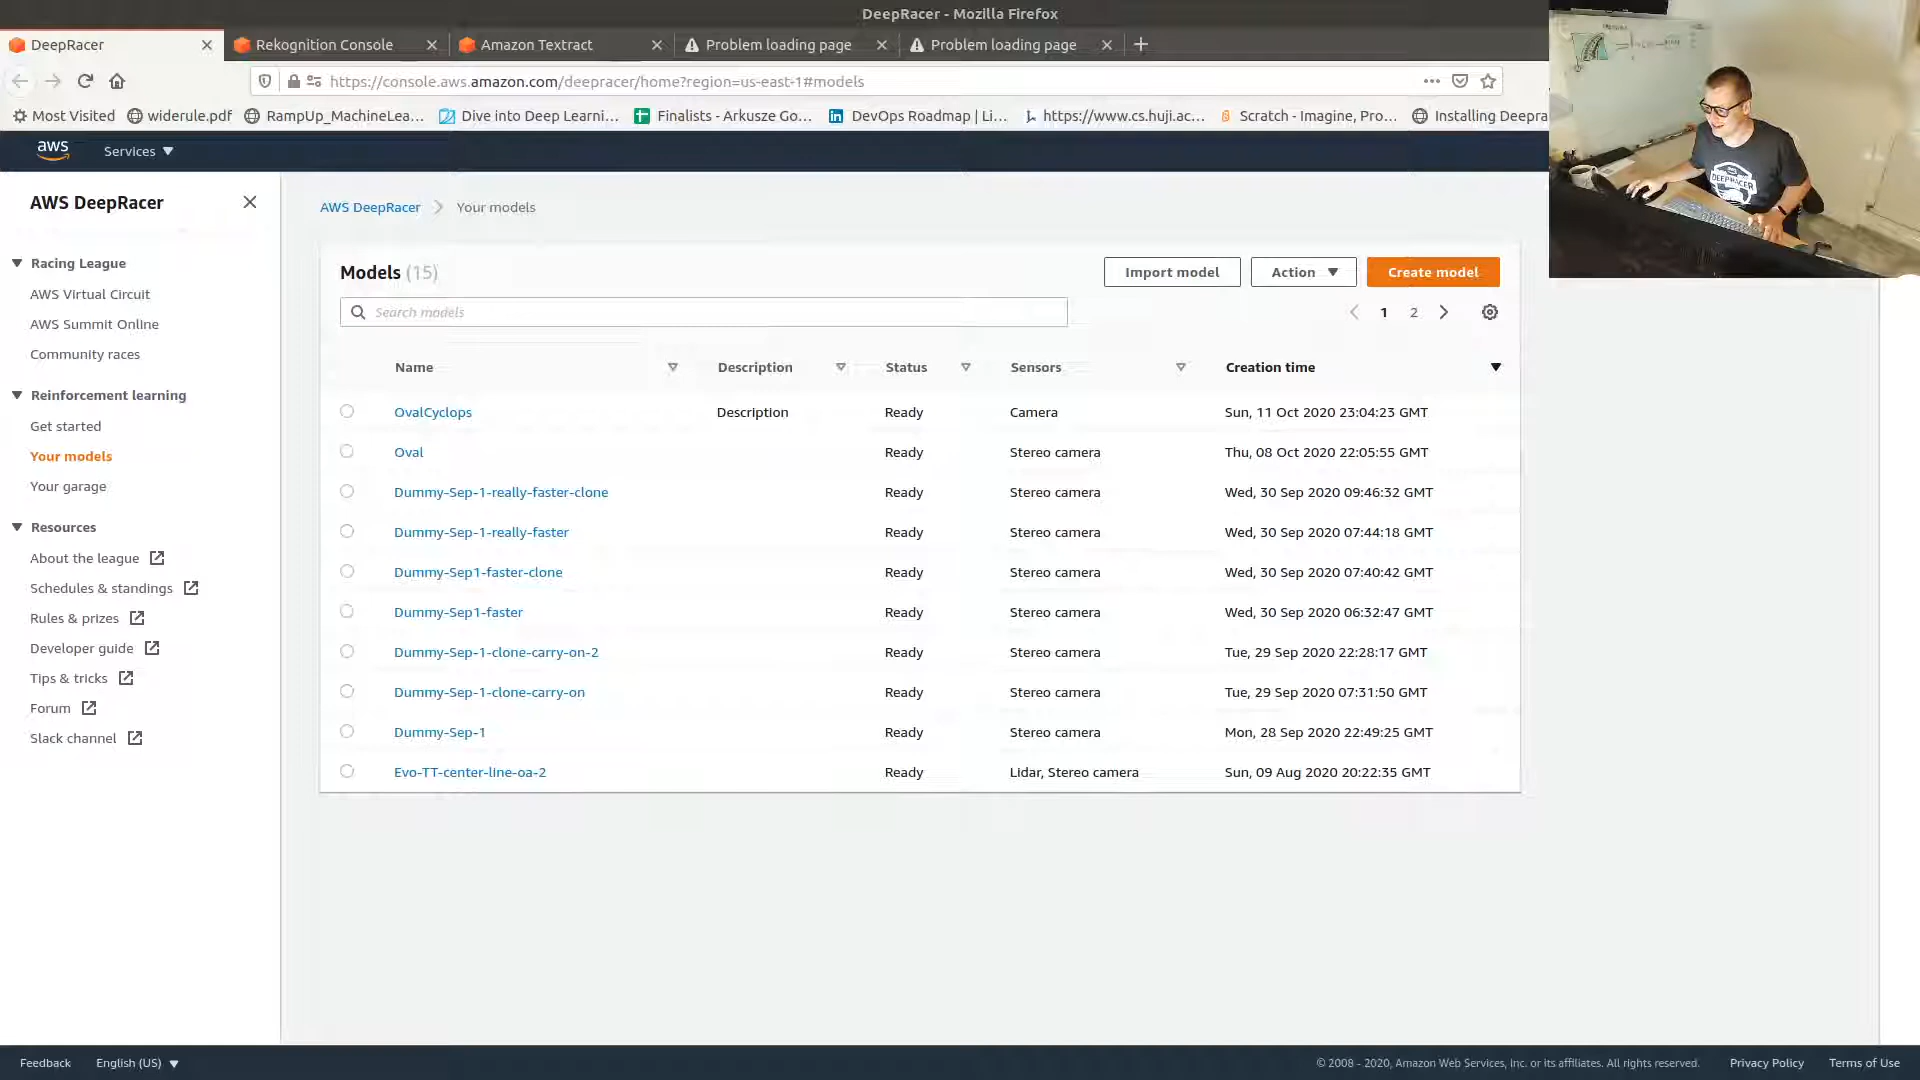 DeepRacer - Mozilla Firefox
DeepRacer
Rekognition Console
Amazon Textract
Problem loading page
Problem loading page
https://console.aws.amazon.com/deepracer/home?region=us-east-1#models
Most Visited
widerule.pdf
RampUp_MachineLea…
Dive into Deep Learni…
Finalists - Arkusze Go…
DevOps Roadmap | Li…
https://www.cs.huji.ac…
Scratch - Imagine, Pro…
Installing Deepra
aws
Services
AWS DeepRacer
Racing League
AWS Virtual Circuit
AWS Summit Online
Community races
Reinforcement learning
Get started
Your models
Your garage
Resources
About the league
Schedules & standings
Rules & prizes
Developer guide
Tips & tricks
Forum
Slack channel
AWS DeepRacer > Your models
Models (15)
Import model
Action
Create model
Search models
1 2
Name Description Status Sensors Creation time
OvalCyclops Description Ready Camera Sun, 11 Oct 2020 23:04:23 GMT
Oval Ready Stereo camera Thu, 08 Oct 2020 22:05:55 GMT
Dummy-Sep-1-really-faster-clone Ready Stereo camera Wed, 30 Sep 2020 09:46:32 GMT
Dummy-Sep-1-really-faster Ready Stereo camera Wed, 30 Sep 2020 07:44:18 GMT
Dummy-Sep1-faster-clone Ready Stereo camera Wed, 30 Sep 2020 07:40:42 GMT
Dummy-Sep1-faster Ready Stereo camera Wed, 30 Sep 2020 06:32:47 GMT
Dummy-Sep-1-clone-carry-on-2 Ready Stereo camera Tue, 29 Sep 2020 22:28:17 GMT
Dummy-Sep-1-clone-carry-on Ready Stereo camera Tue, 29 Sep 2020 07:31:50 GMT
Dummy-Sep-1 Ready Stereo camera Mon, 28 Sep 2020 22:49:25 GMT
Evo-TT-center-line-oa-2 Ready Lidar, Stereo camera Sun, 09 Aug 2020 20:22:35 GMT
DEEPRACER
Feedback
English (US)
© 2008 - 2020, Amazon Web Services, Inc. or its affiliates. All rights reserved.
Privacy Policy
Terms of Use